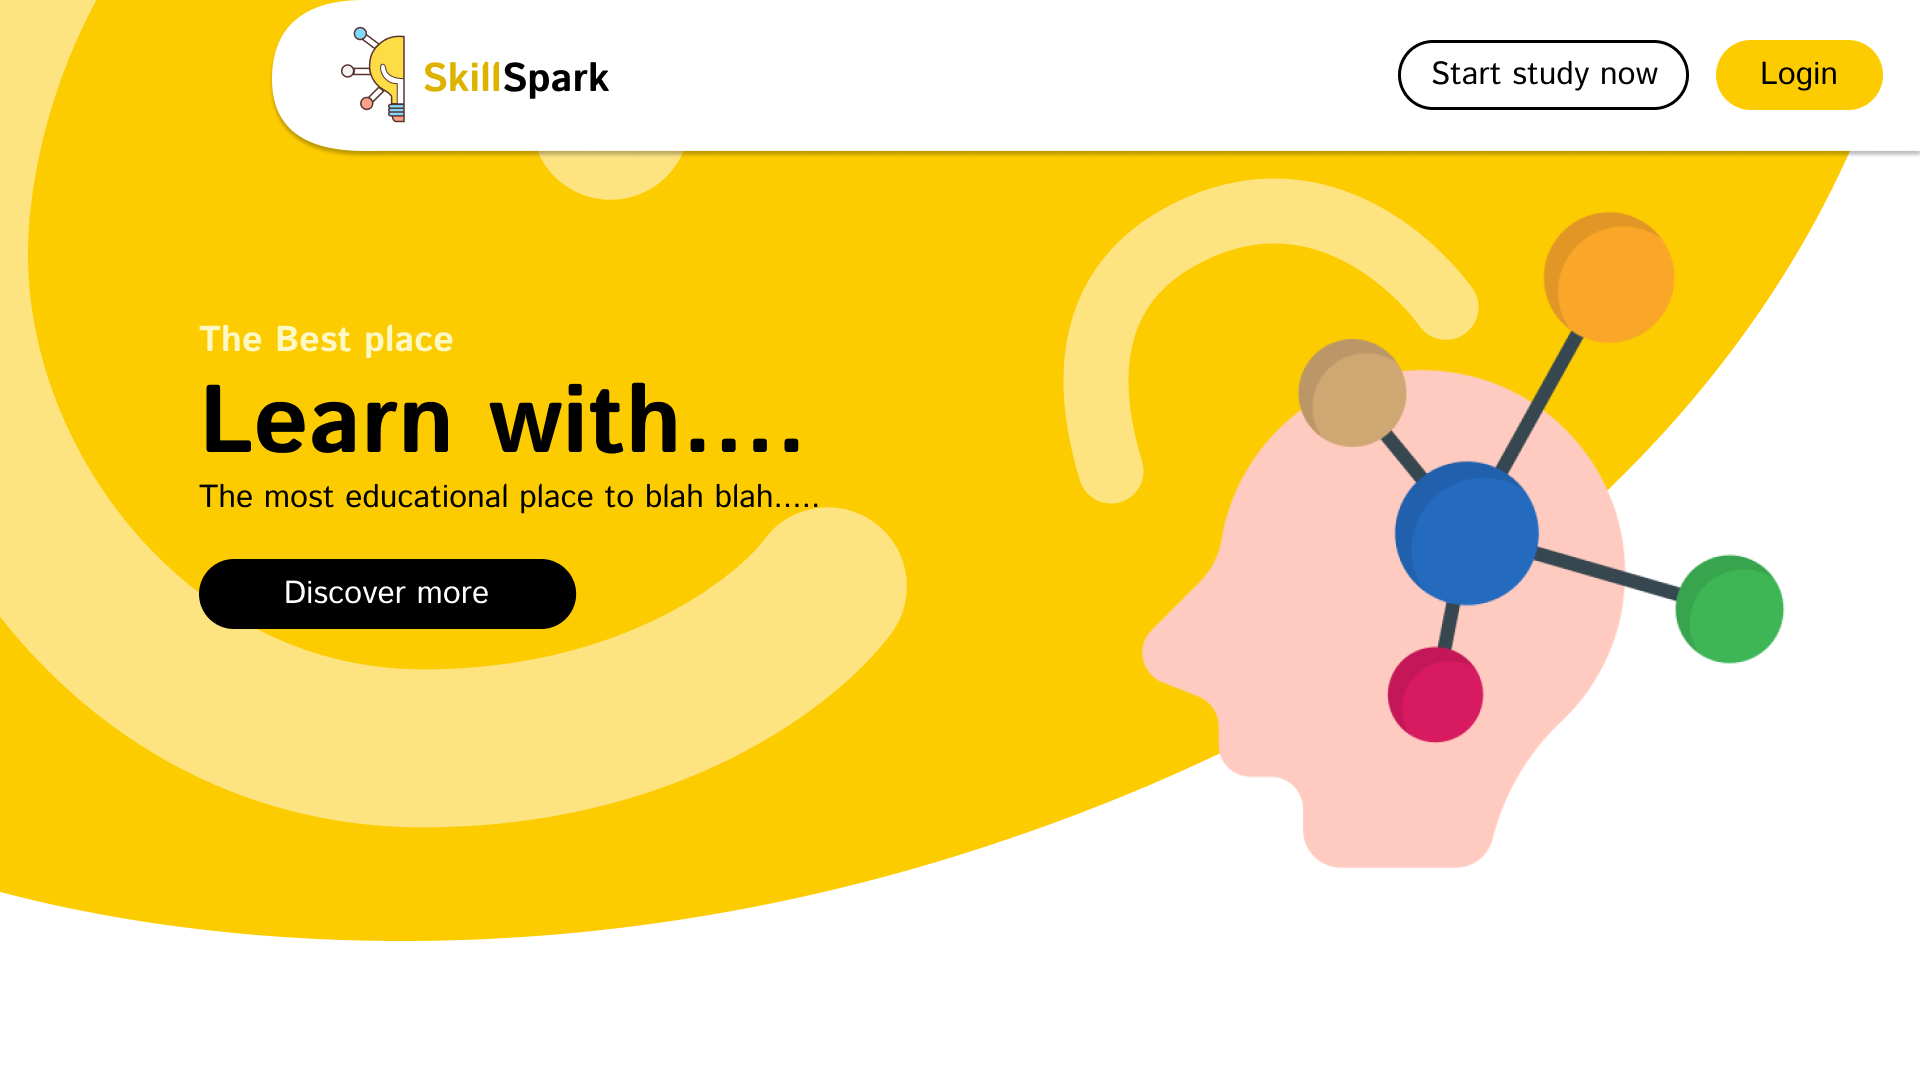 SkillSpark
Start study now
Login
The Best place
Learn with....
The most educational place to blah blah.....
Discover more